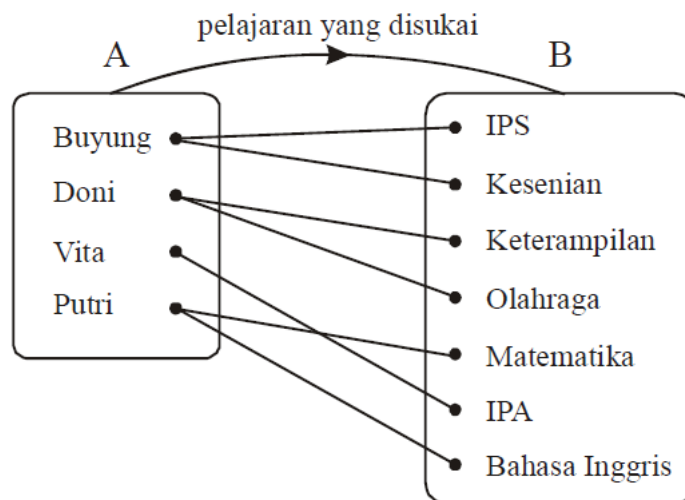 pelajaran yang disukai
A
B
Buyung
Doni
Vita
Putri
IPS
Kesenian
Keterampilan
Olahraga
Matematika
IPA
Bahasa Inggris